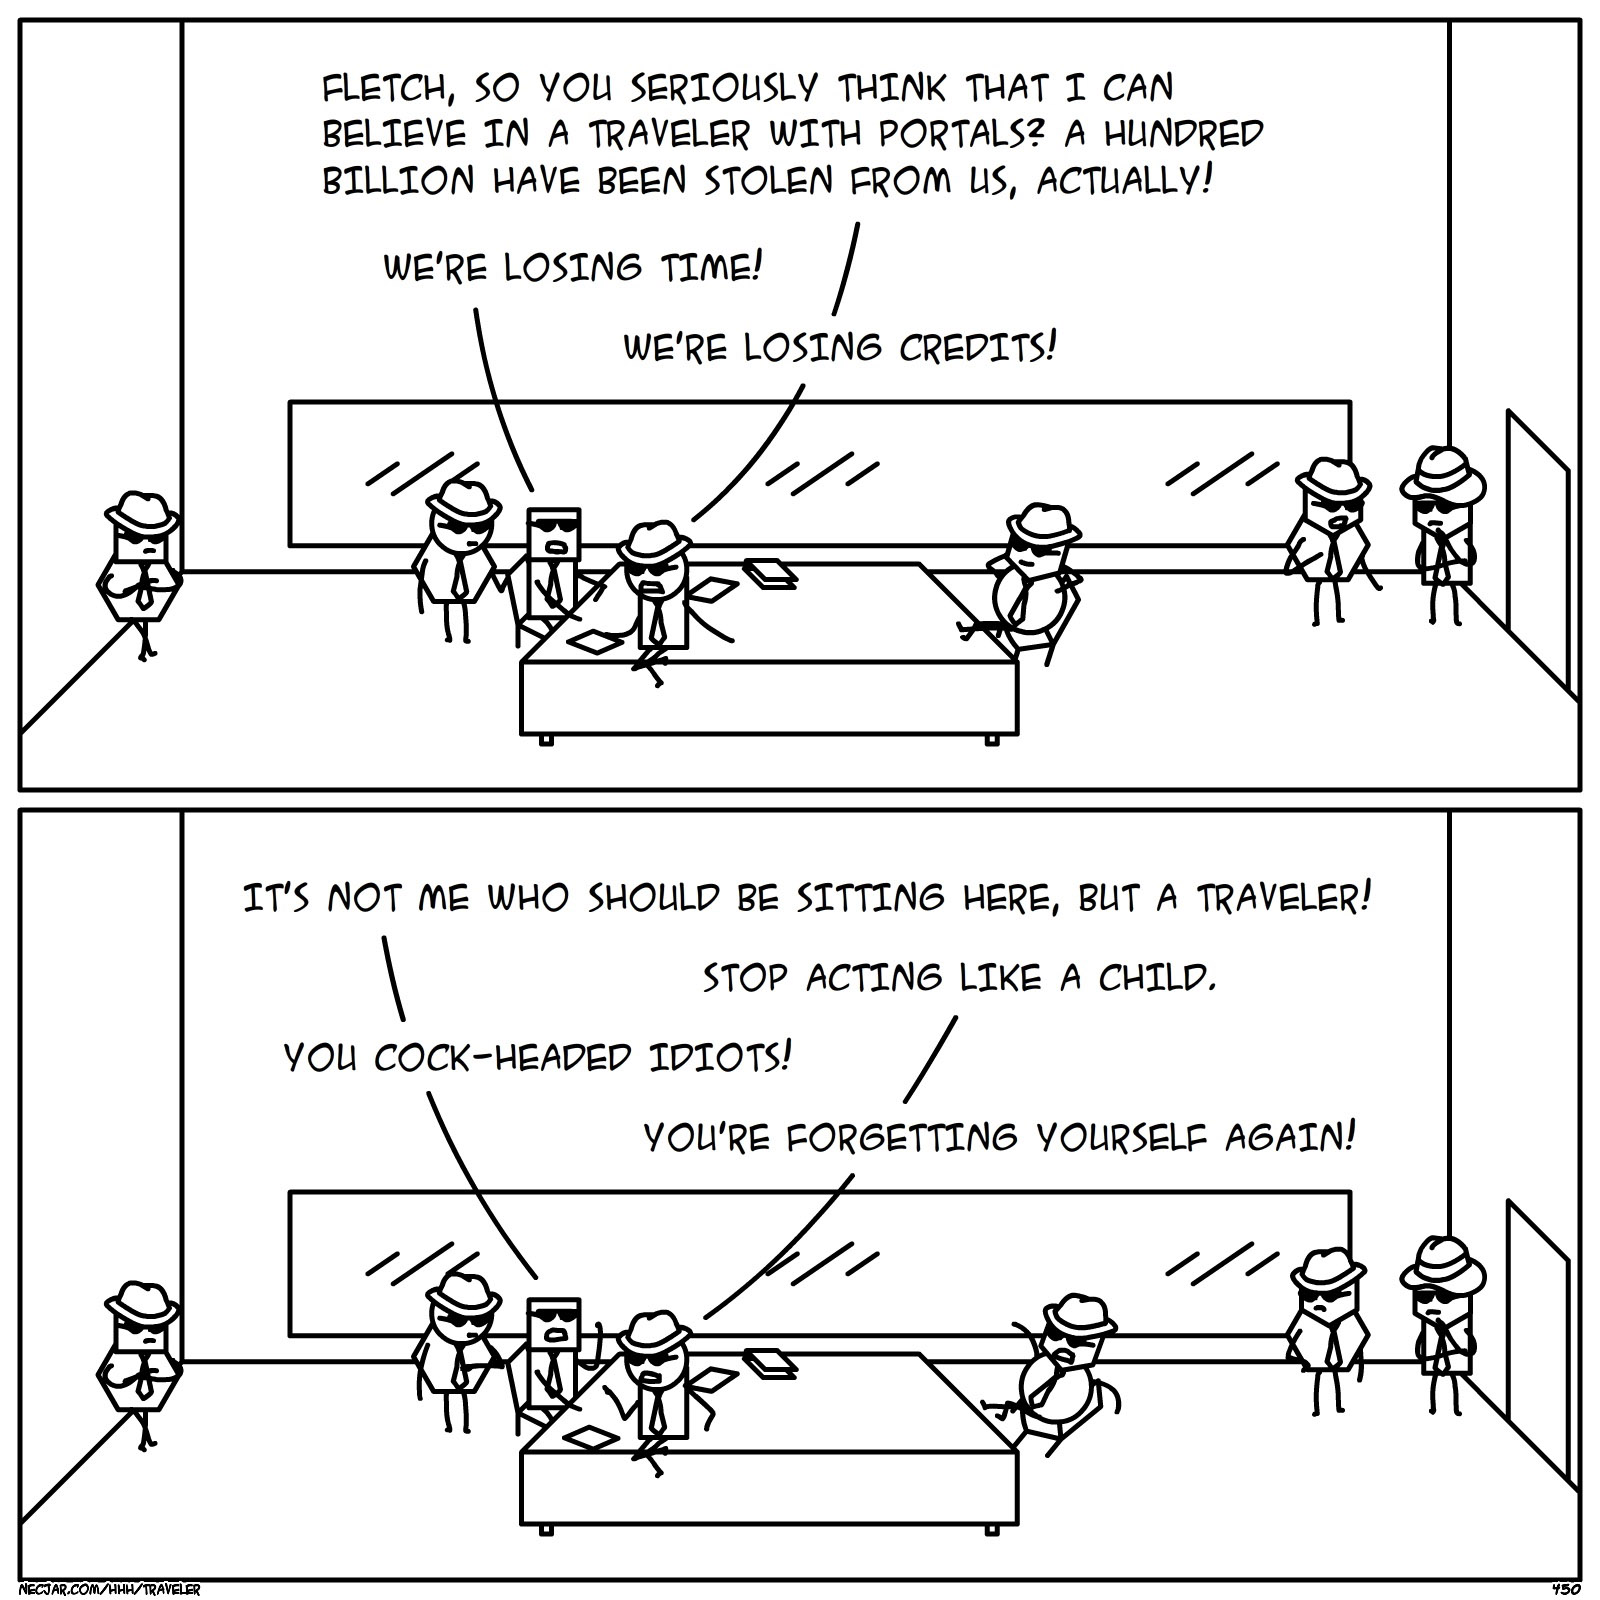 FLETCH, SO YOU SERIOUSLY THINK THAT I CAN
BELIEVE IN A TRAVELER WITH PORTALS? A HUNDRED
BILLION HAVE BEEN STOLEN FROM US, ACTUALLY!
WE'RE LOSING TIME!
WE'RE LOSING CREDITS!
IT'S NOT ME WHO SHOULD BE SITTING HERE, BUT A TRAVELER!
STOP ACTING LIKE A CHILD.
YOU COCK-HEADED IDIOTS!
YOU'RE FORGETTING YOURSELF AGAIN!
NECJAR.COM/HHH/TRAVELER
450